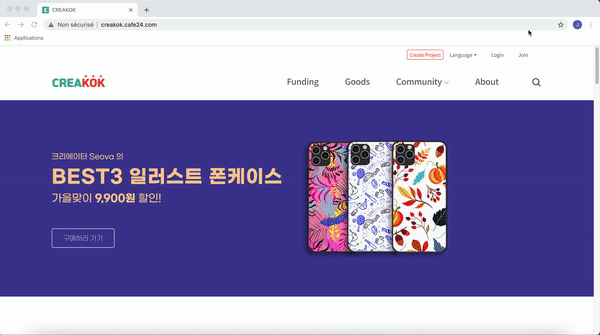 CREAKOK
Non sécurisé | creakok.cafe24.com
J
Applications
Create Project Language Login Join
CREAKOK Funding Goods Community About
크리에이터 Seova 의
BEST3 일러스트 폰케이스
가을맞이 9,900원 할인!
구매하러 가기